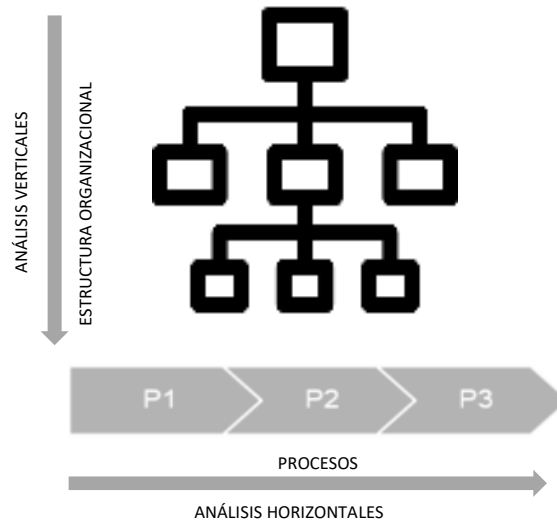 ANÁLISIS VERTICALES
ESTRUCTURA ORGANIZACIONAL
P1
P2
P3
PROCESOS
ANÁLISIS HORIZONTALES